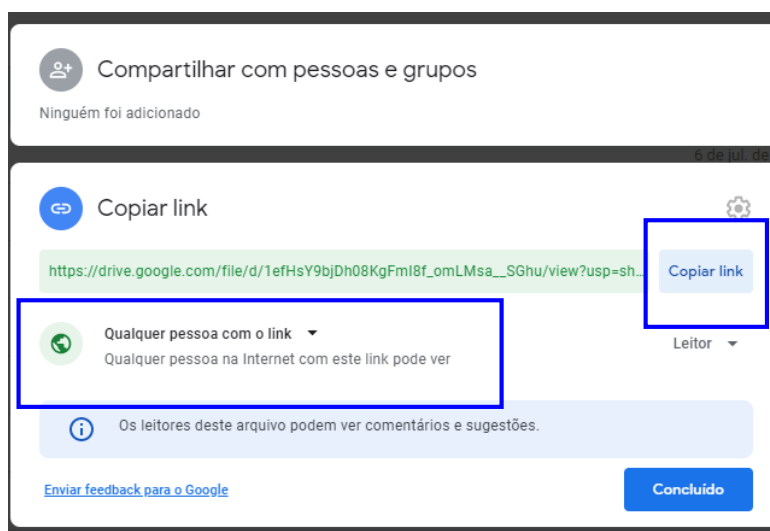 Compartilhar com pessoas e grupos
Ninguém foi adicionado
6 de jul. de
Copiar link
https://drive.google.com/file/d/1efHsY9bjDh08KgFmI8f_omLMsa__SGhu/view?usp=sh... Copiar link
Qualquer pessoa com o link
Qualquer pessoa na Internet com este link pode ver
Leitor
Os leitores deste arquivo podem ver comentários e sugestões.
Enviar feedback para o Google
Concluído